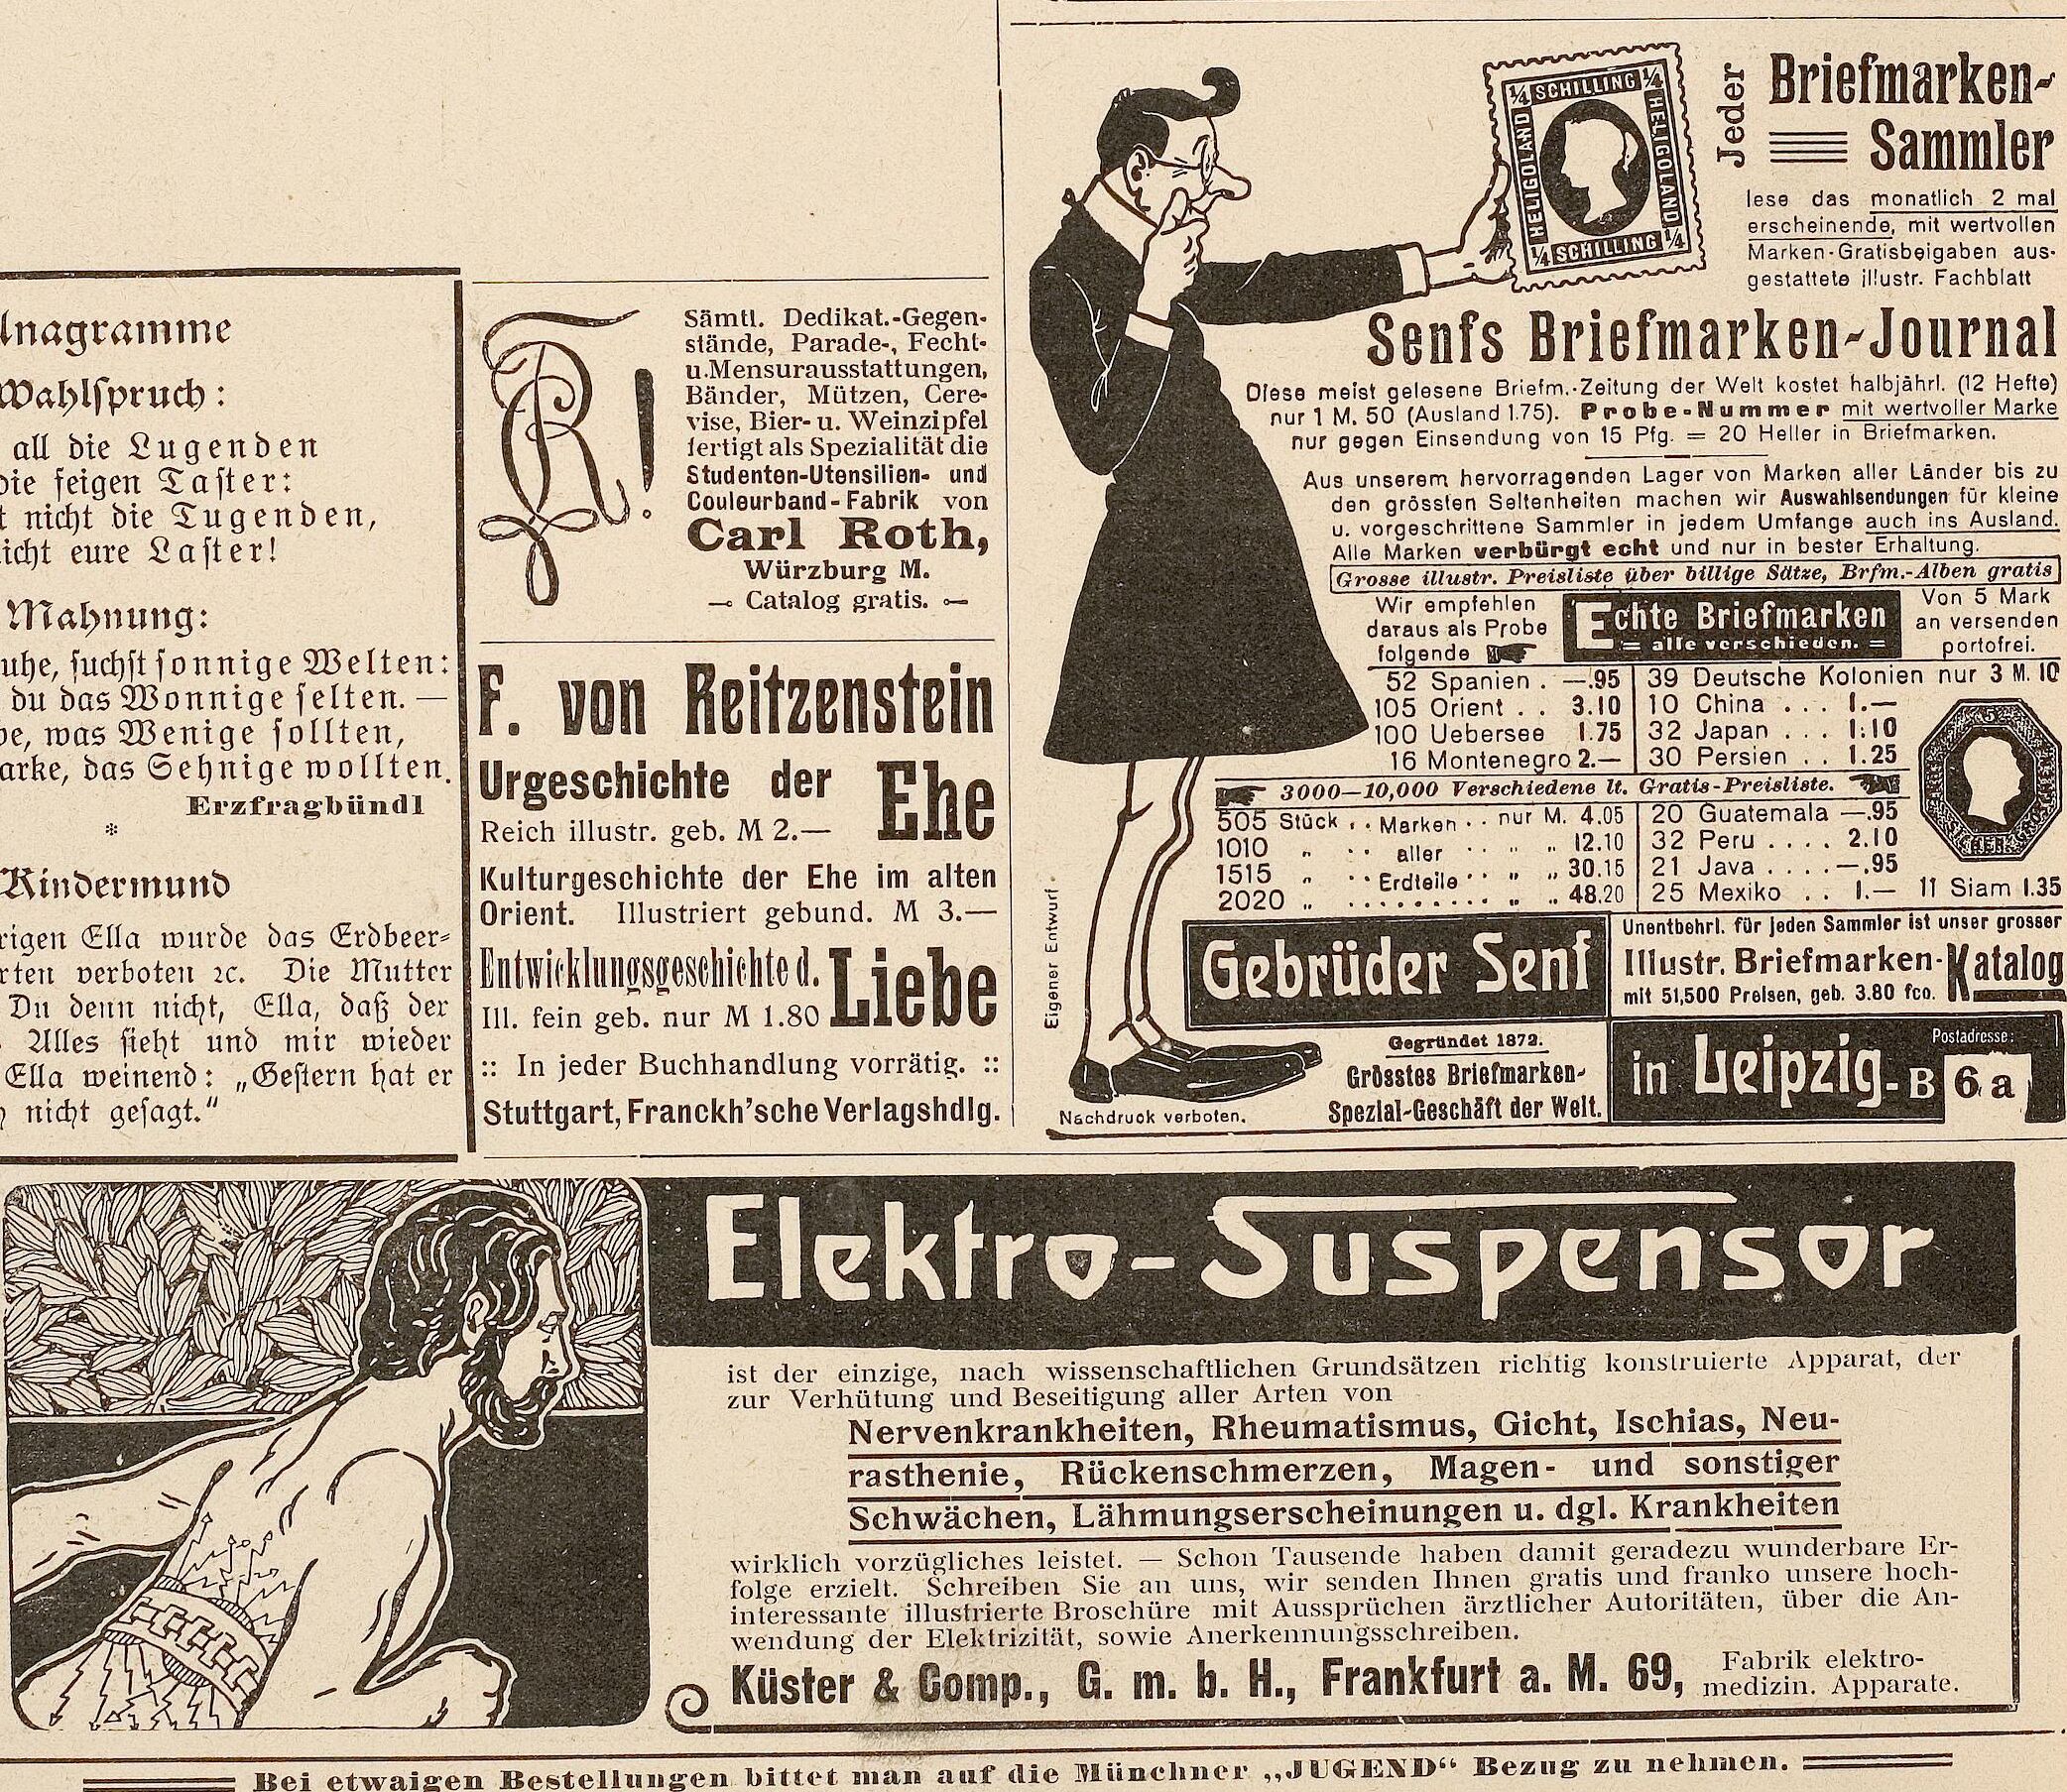 Anagramme
Wahlspruch:
all die Lugenden
die feigen Taster:
nicht die Tugenden,
nicht eure Laster!
Mahnung:
suchst sonnige Welten:
du das Wonnige selten. —
was Wenige sollten,
das Sehnige wollten.
Erzfragbündl
*
Kindermund
Ella wurde das Erdbeer-
verboten ꝛc. Die Mutter
Du denn nicht, Ella, daß der
Alles sieht und mir wieder
Ella weinend: „Gestern hat er
nicht gesagt.“
Sämtl. Dedikat.-Gegen-
stände, Parade-, Fecht-
u. Mensurausstattungen,
Bänder, Mützen, Cere-
vise, Bier- u. Weinzipfel
fertigt als Spezialität die
Studenten-Utensilien- und
Couleurband-Fabrik von
Carl Roth,
Würzburg M.
Catalog gratis.
F. von Reitzenstein
Urgeschichte der Ehe
Reich illustr. geb. M 2.—
Kulturgeschichte der Ehe im alten
Orient. Illustriert gebund. M 3.—
Entwicklungsgeschichte d. Liebe
Ill. fein geb. nur M 1.80
:: In jeder Buchhandlung vorrätig. ::
Stuttgart, Franckh'sche Verlagshdlg.
¼ SCHILLING ¼
HELIGOLAND
HELIGOLAND
¼ SCHILLING ¼
Jeder Briefmarken-
Sammler
lese das monatlich 2 mal
erscheinende, mit wertvollen
Marken-Gratisbeigaben aus-
gestattete illustr. Fachblatt
Senfs Briefmarken-Journal
Diese meist gelesene Briefm.-Zeitung der Welt kostet halbjährl. (12 Hefte)
nur 1 M. 50 (Ausland 1.75). Probe-Nummer mit wertvoller Marke
nur gegen Einsendung von 15 Pfg. = 20 Heller in Briefmarken.
Aus unserem hervorragenden Lager von Marken aller Länder bis zu
den grössten Seltenheiten machen wir Auswahlsendungen für kleine
u. vorgeschrittene Sammler in jedem Umfange auch ins Ausland.
Alle Marken verbürgt echt und nur in bester Erhaltung.
Grosse illustr. Preisliste über billige Sätze, Brfm.-Alben gratis
Wir empfehlen
daraus als Probe
folgende
Echte Briefmarken
= alle verschieden. =
Von 5 Mark
an versenden
portofrei.
52 Spanien . —.95
105 Orient . . 3.10
100 Uebersee 1.75
16 Montenegro 2.—
39 Deutsche Kolonien nur 3 M. 10
10 China . . . 1.—
32 Japan . . . 1.10
30 Persien . . 1.25
3000—10,000 Verschiedene lt. Gratis-Preisliste.
505 Stück . . Marken . . nur M. 4.05
1010 „ . . aller . . „ „ 12.10
1515 „ . . Erdteile . . „ „ 30.15
2020 „ . . . . . . . . . „ „ 48.20
20 Guatemala —.95
32 Peru . . . . 2.10
21 Java . . . . —.95
25 Mexiko . . 1.— 11 Siam 1.35
Eigener Entwurf.
Gebrüder Senf
Unentbehrl. für jeden Sammler ist unser grosser
Illustr. Briefmarken-Katalog
mit 51,500 Preisen, geb. 3.80 fco.
Gegründet 1872.
Grösstes Briefmarken-
Spezial-Geschäft der Welt.
Postadresse:
in Leipzig-B 6a
Nachdruck verboten.
Elektro-Suspensor
ist der einzige, nach wissenschaftlichen Grundsätzen richtig konstruierte Apparat, der
zur Verhütung und Beseitigung aller Arten von
Nervenkrankheiten, Rheumatismus, Gicht, Ischias, Neu-
rasthenie, Rückenschmerzen, Magen- und sonstiger
Schwächen, Lähmungserscheinungen u. dgl. Krankheiten
wirklich vorzügliches leistet. — Schon Tausende haben damit geradezu wunderbare Er-
folge erzielt. Schreiben Sie an uns, wir senden Ihnen gratis und franko unsere hoch-
interessante illustrierte Broschüre mit Aussprüchen ärztlicher Autoritäten, über die An-
wendung der Elektrizität, sowie Anerkennungsschreiben.
Küster & Comp., G. m. b. H., Frankfurt a. M. 69,
Fabrik elektro-
medizin. Apparate.
Bei etwaigen Bestellungen bittet man auf die Münchner „JUGEND“ Bezug zu nehmen.